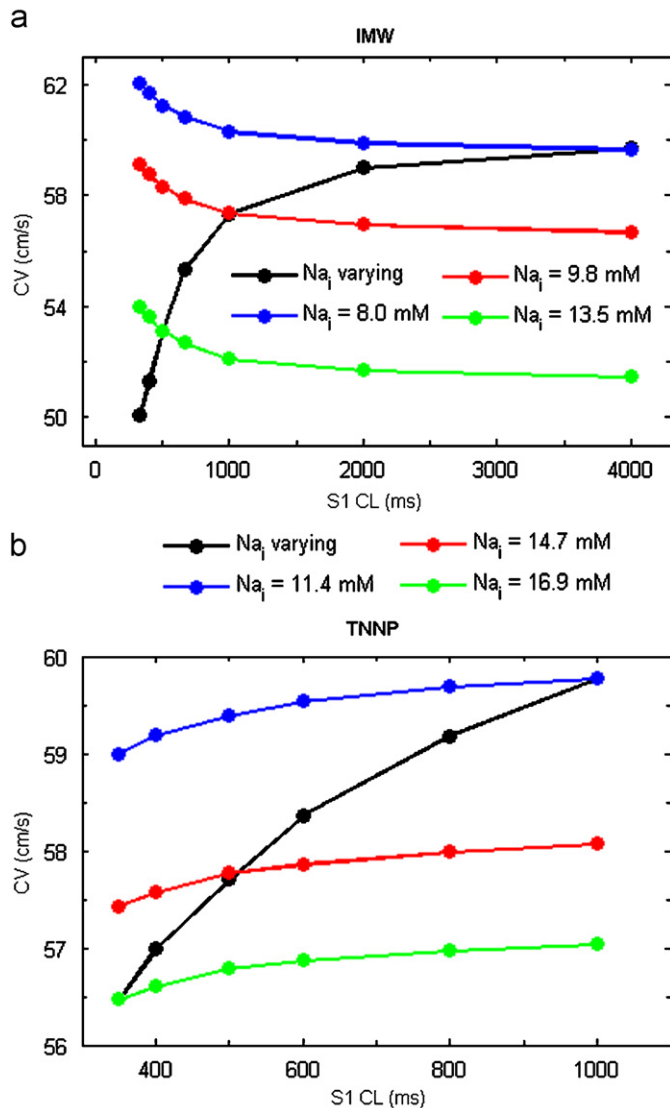 a
IMW
62
60
58
54
50
CV (cm/s)
Na_i varying
Na_i = 9.8 mM
Na_i = 8.0 mM
Na_i = 13.5 mM
0 1000 2000 3000 4000
S1 CL (ms)
b
Na_i varying
Na_i = 14.7 mM
Na_i = 11.4 mM
Na_i = 16.9 mM
TNNP
60
59
58
57
56
CV (cm/s)
400 600 800 1000
S1 CL (ms)